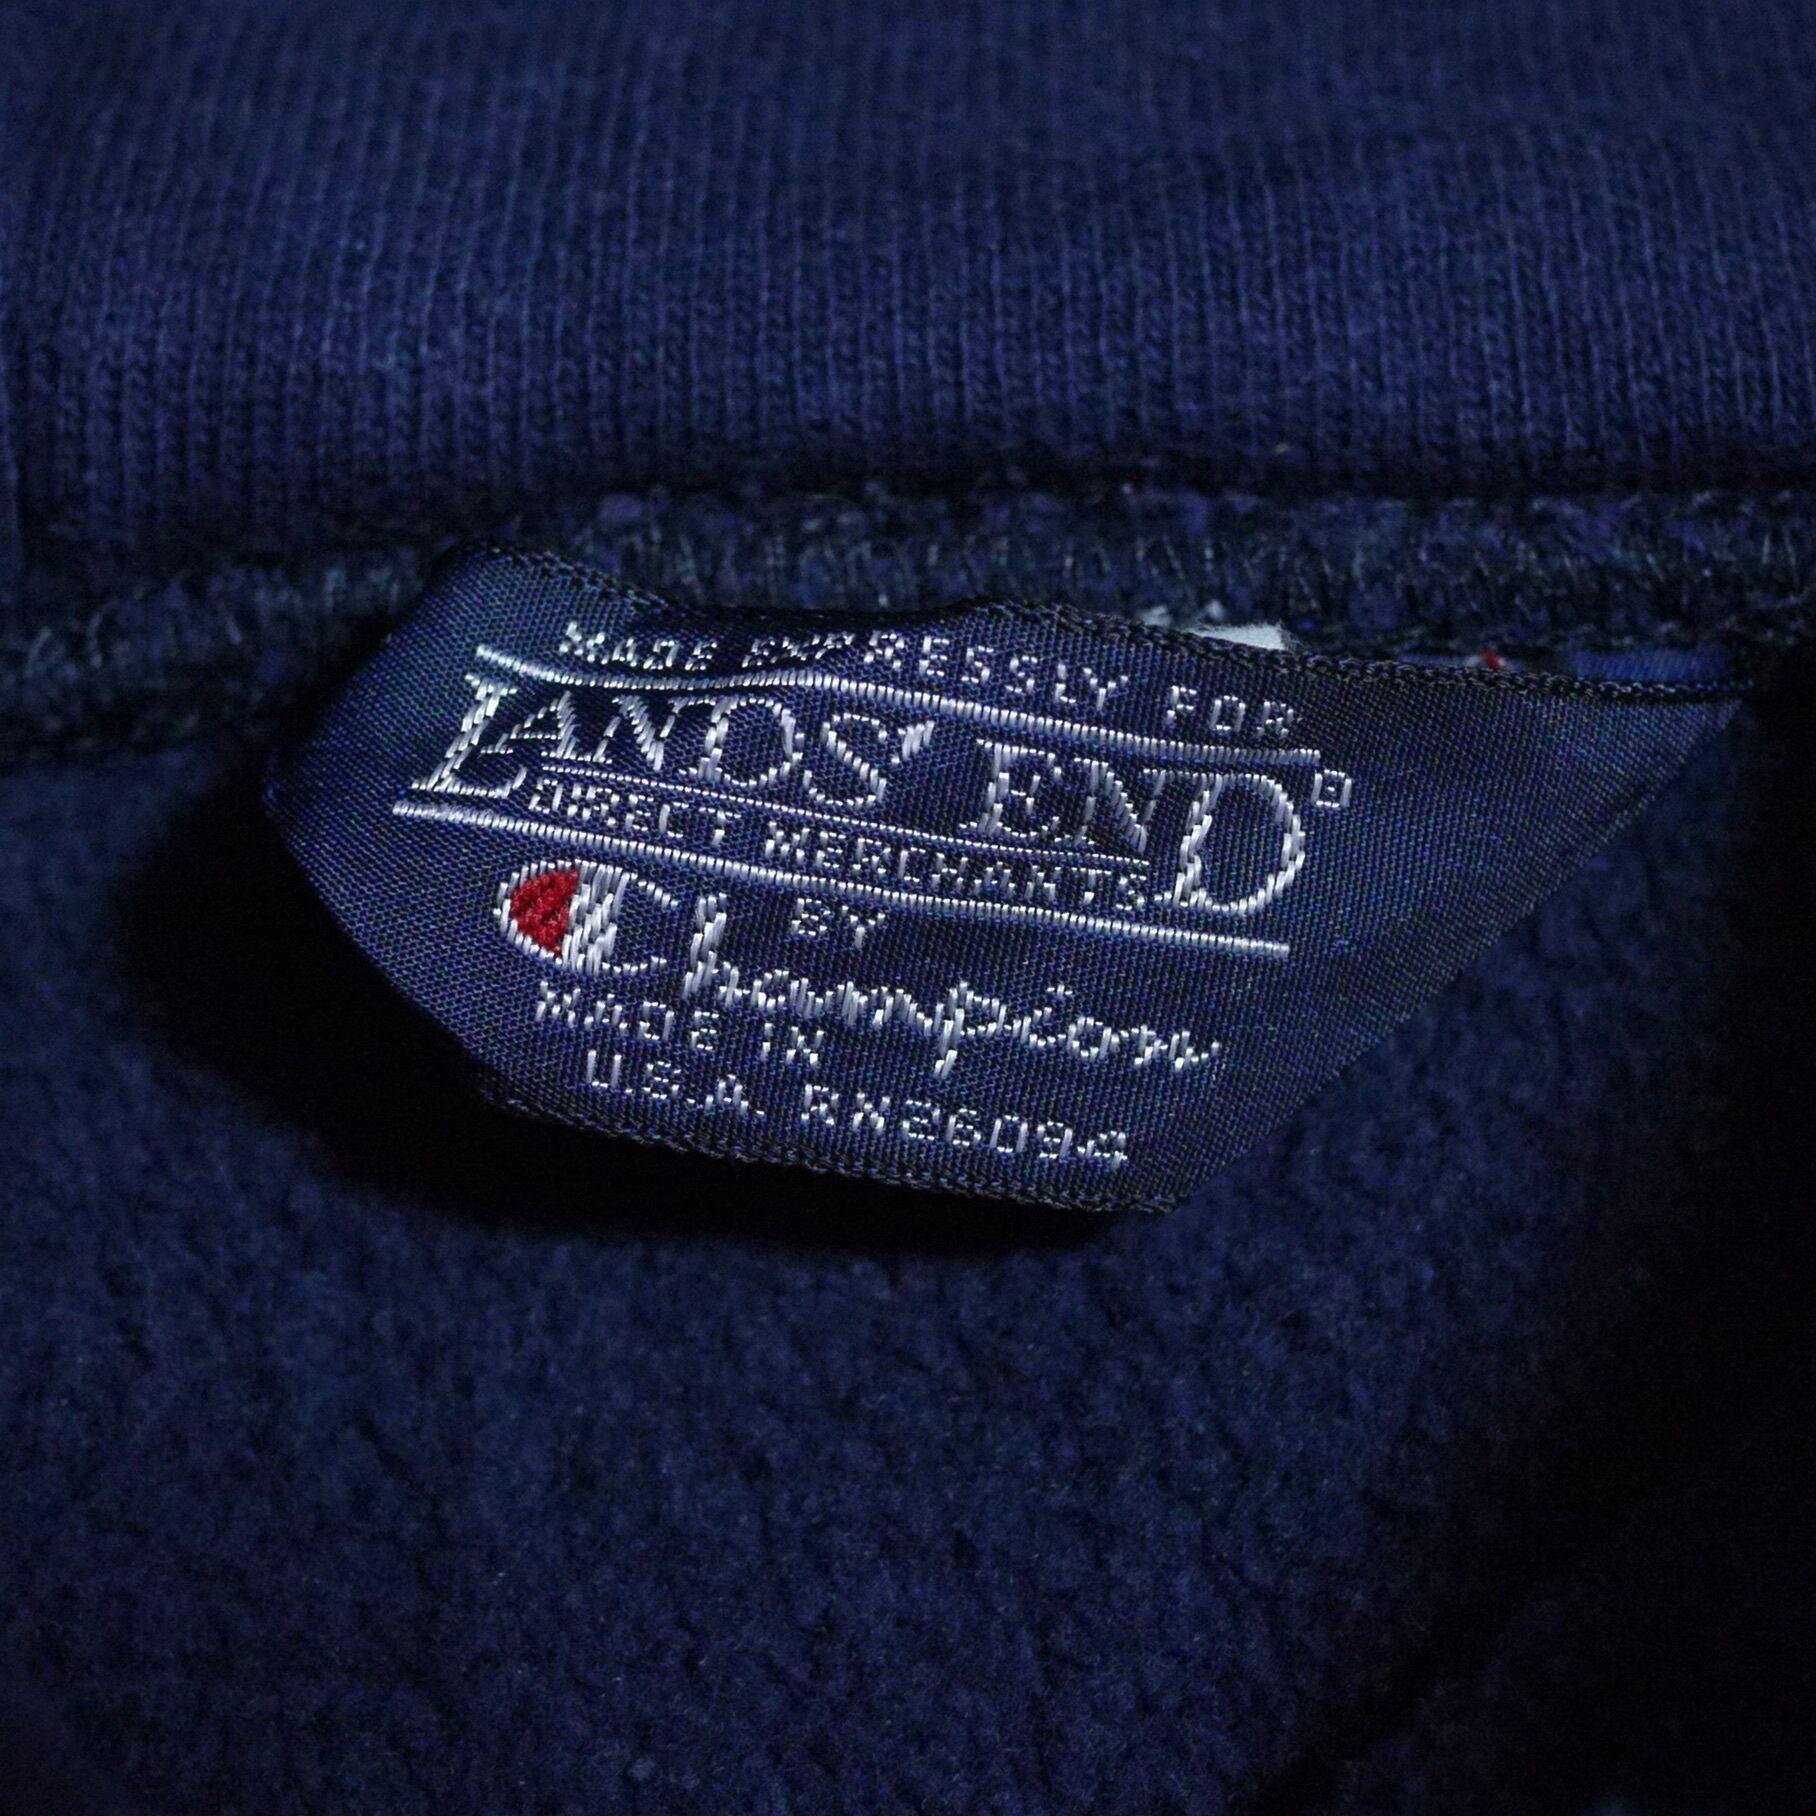 MADE EXPRESSLY FOR
LANDS' END
DIRECT MERCHANTS
BY
Champion
MADE IN
U.S.A. RN26094